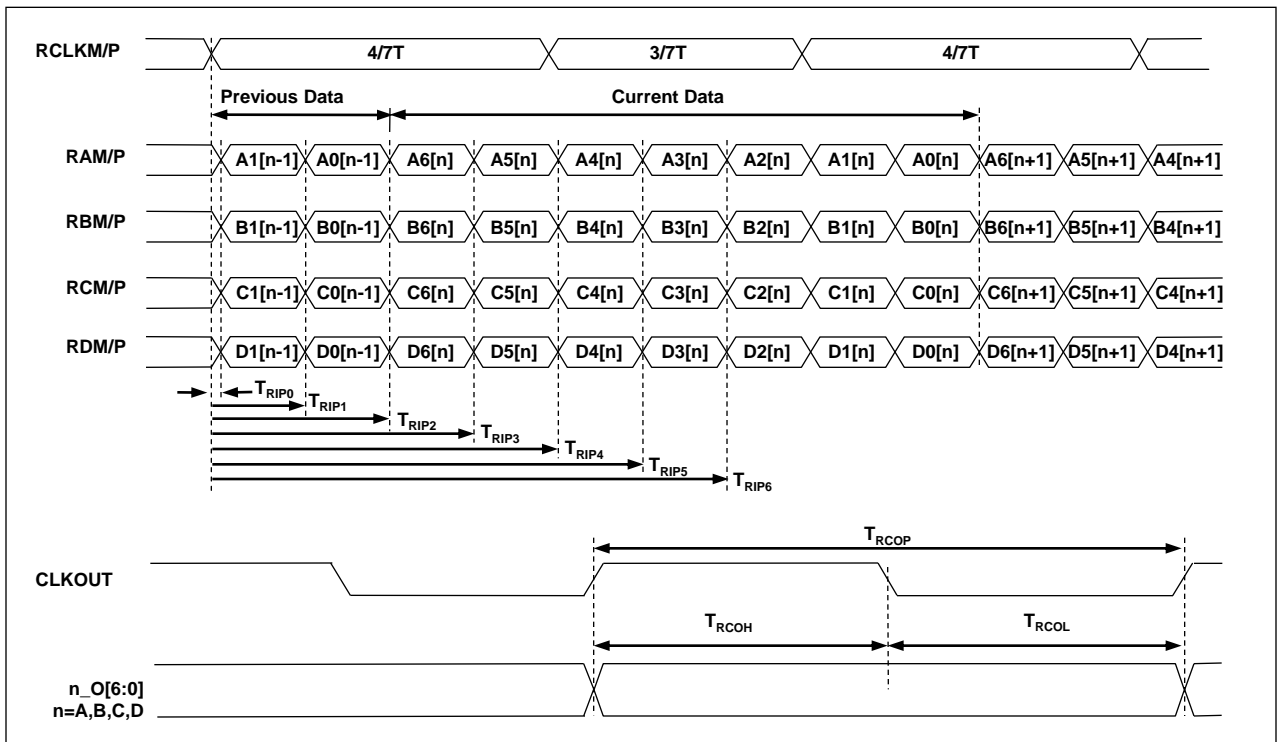 RCLKM/P 4/7T 3/7T 4/7T
Previous Data Current Data
RAM/P A1[n-1] A0[n-1] A6[n] A5[n] A4[n] A3[n] A2[n] A1[n] A0[n] A6[n+1] A5[n+1] A4[n+1]
RBM/P B1[n-1] B0[n-1] B6[n] B5[n] B4[n] B3[n] B2[n] B1[n] B0[n] B6[n+1] B5[n+1] B4[n+1]
RCM/P C1[n-1] C0[n-1] C6[n] C5[n] C4[n] C3[n] C2[n] C1[n] C0[n] C6[n+1] C5[n+1] C4[n+1]
RDM/P D1[n-1] D0[n-1] D6[n] D5[n] D4[n] D3[n] D2[n] D1[n] D0[n] D6[n+1] D5[n+1] D4[n+1]
TRIP0
TRIP1
TRIP2
TRIP3
TRIP4
TRIP5
TRIP6
TRCOP
CLKOUT
TRCOH TRCOL
n_O[6:0]
n=A,B,C,D